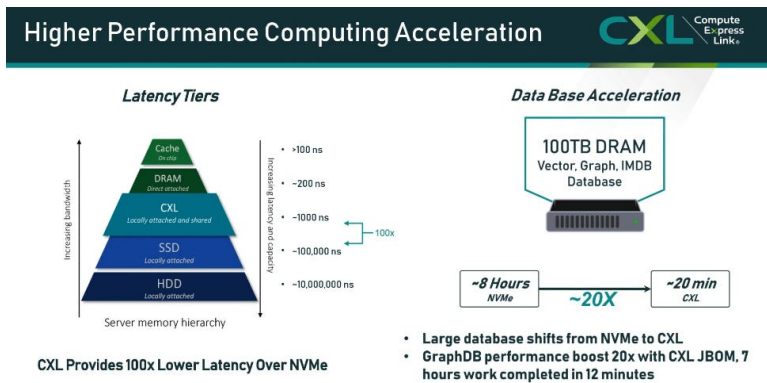 Higher Performance Computing Acceleration
CXL
Compute
Express
Link®
Latency Tiers
Increasing bandwidth
Cache
On chip
DRAM
Direct attached
CXL
Locally attached and shared
SSD
Locally attached
HDD
Locally attached
Increasing latency and capacity
• >100 ns
• ~200 ns
• ~1000 ns
• ~100,000 ns
• ~10,000,000 ns
100x
Server memory hierarchy
CXL Provides 100x Lower Latency Over NVMe
Data Base Acceleration
100TB DRAM
Vector, Graph, IMDB
Database
~8 Hours
NVMe
~20X
~20 min
CXL
• Large database shifts from NVMe to CXL
• GraphDB performance boost 20x with CXL JBOM, 7
hours work completed in 12 minutes